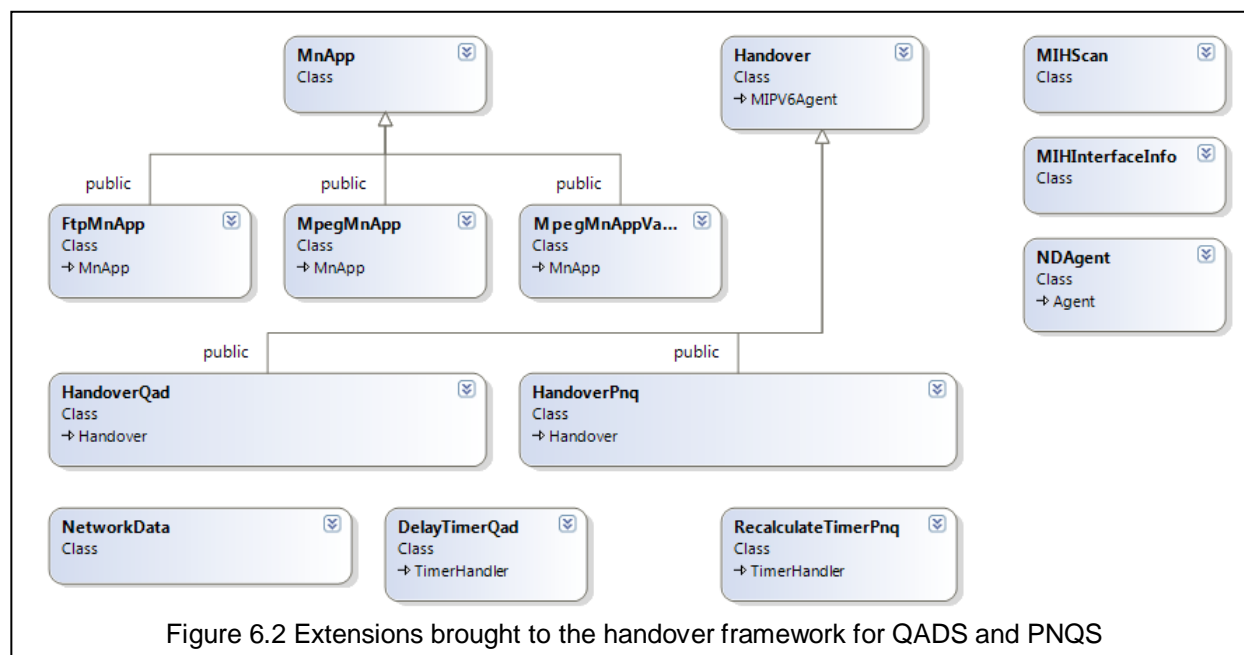 MnApp
Class
Handover
Class
MIPV6Agent
MIHScan
Class
MIHInterfaceInfo
Class
NDAgent
Class
Agent
public
public
public
FtpMnApp
Class
MnApp
MpegMnApp
Class
MnApp
MpegMnAppVa...
Class
MnApp
public
public
HandoverQad
Class
Handover
HandoverPnq
Class
Handover
NetworkData
Class
DelayTimerQad
Class
TimerHandler
RecalculateTimerPnq
Class
TimerHandler
Figure 6.2 Extensions brought to the handover framework for QADS and PNQS